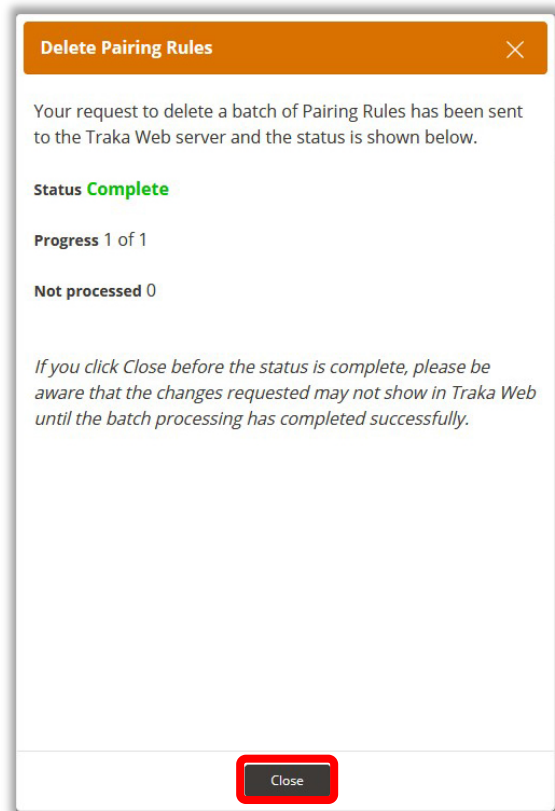 Delete Pairing Rules
Your request to delete a batch of Pairing Rules has been sent
to the Traka Web server and the status is shown below.
Status Complete
Progress 1 of 1
Not processed 0
If you click Close before the status is complete, please be
aware that the changes requested may not show in Traka Web
until the batch processing has completed successfully.
Close